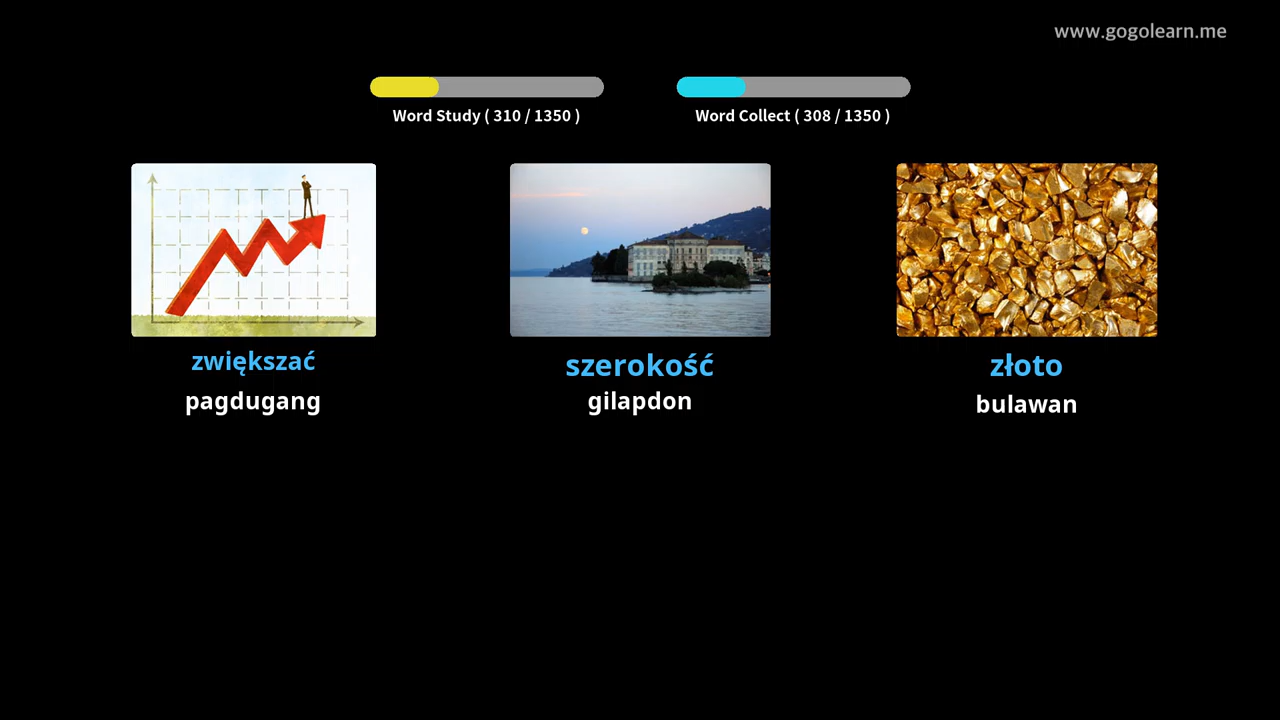 www.gogolearn.me
Word Study ( 310 / 1350 )
Word Collect ( 308 / 1350 )
zwiększać
pagdugang
szerokość
gilapdon
złoto
bulawan